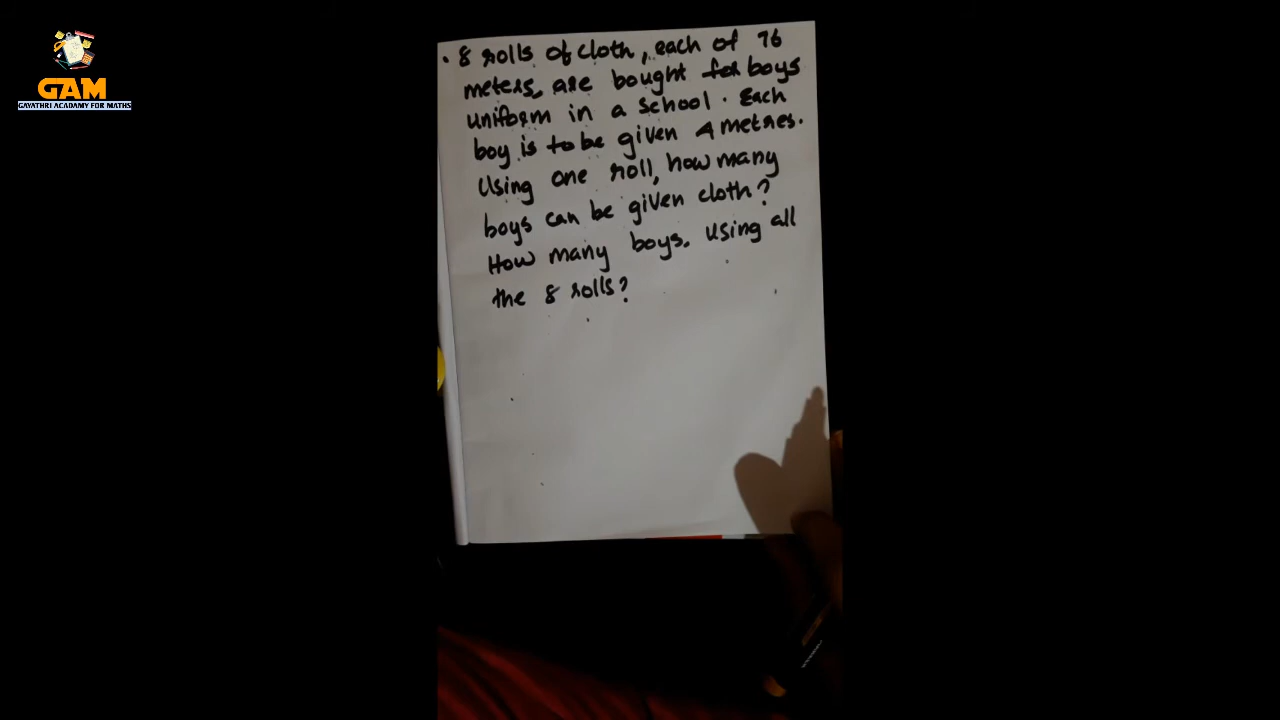 GAM
GAYATHRI ACADAMY FOR MATHS
. 8 rolls of cloth, each of 76
meters, are bought for boys
uniform in a school. Each
boy is to be given 4 metres.
Using one roll, how many
boys can be given cloth?
How many boys. Using all
the 8 rolls?